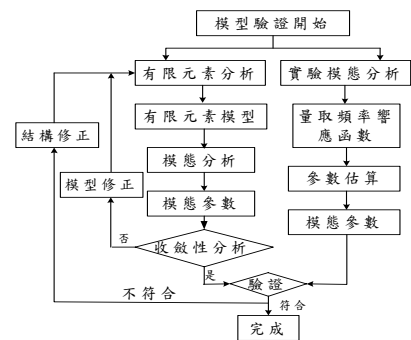 模型驗證開始
有限元素分析
實驗模態分析
有限元素模型
量取頻率響
應函數
結構修正
模態分析
參數估算
模型修正
模態參數
模態參數
否
收斂性分析
是
驗證
不符合
符合
完成